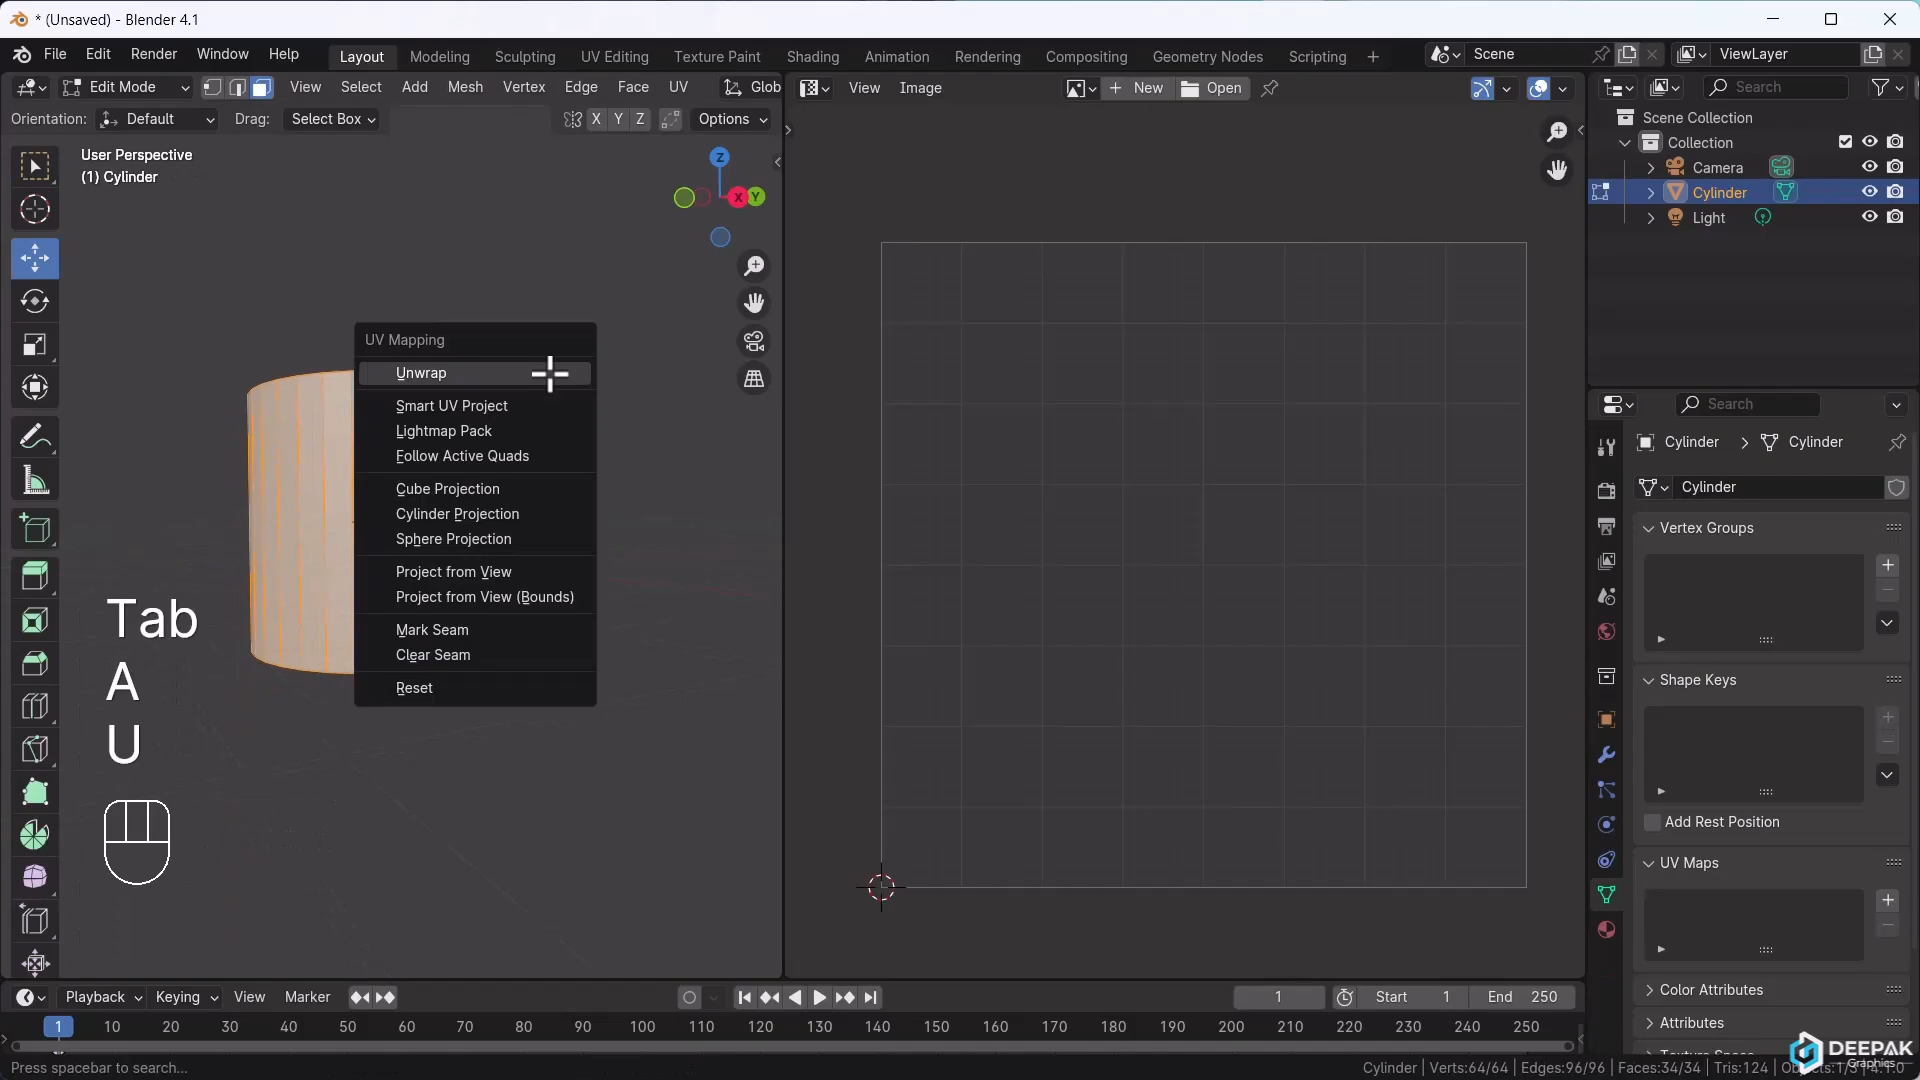 * (Unsaved) - Blender 4.1
File Edit Render Window Help Layout Modeling Sculpting UV Editing Texture Paint Shading Animation Rendering Compositing Geometry Nodes Scripting Scene ViewLayer
Edit Mode View Select Add Mesh Vertex Edge Face UV Glob View Image New Open Search
Orientation: Default Drag: Select Box X Y Z Options
Scene Collection
Collection
Camera
Cylinder
Light
User Perspective
(1) Cylinder
Z
X
Y
UV Mapping
Unwrap
Smart UV Project
Lightmap Pack
Follow Active Quads
Cube Projection
Cylinder Projection
Sphere Projection
Project from View
Project from View (Bounds)
Mark Seam
Clear Seam
Reset
Tab
A
U
Search
Cylinder > Cylinder
Cylinder
Vertex Groups
Shape Keys
Add Rest Position
UV Maps
Color Attributes
Attributes
Playback Keying View Marker 1 Start 1 End 250
1 10 20 30 40 50 60 70 80 90 100 110 120 130 140 150 160 170 180 190 200 210 220 230 240 250
Press spacebar to search...
Cylinder | Verts:64/64 | Edges:96/96 | Faces:34/34 | Tris:124 | Objects:1/3 | 4.1.0
DEEPAK
Graphics